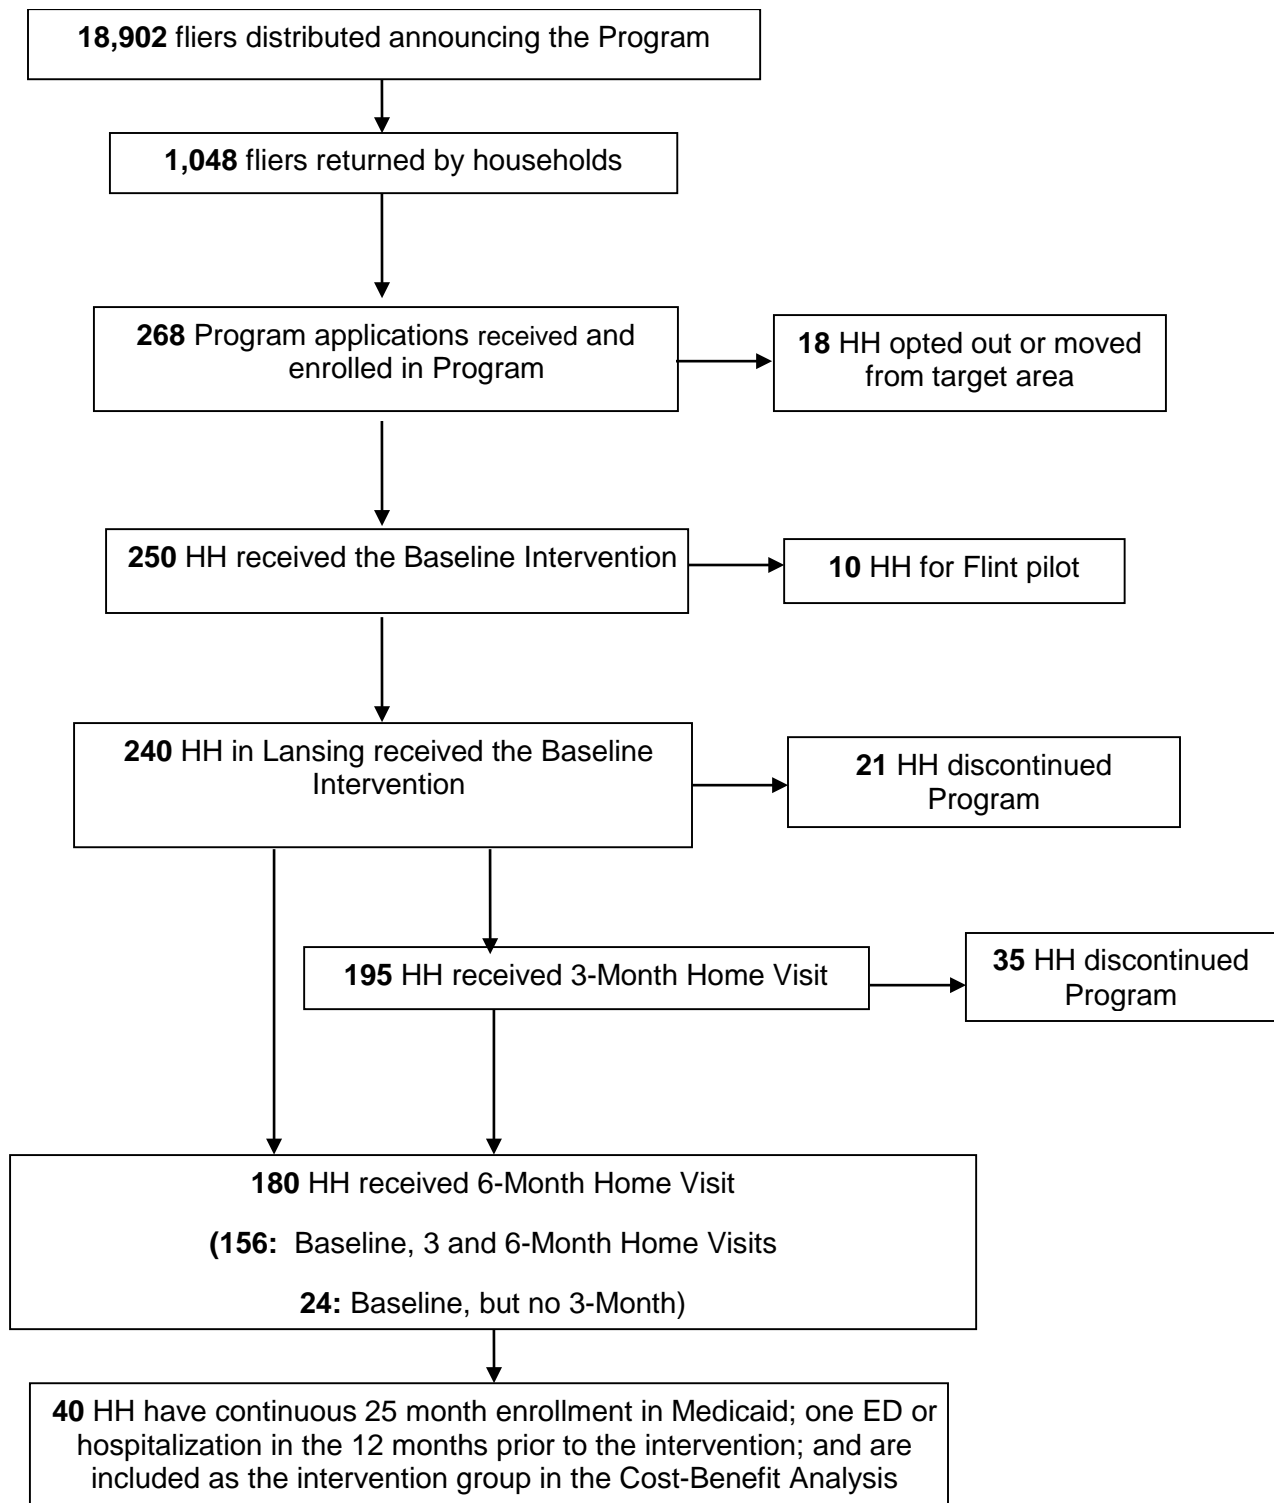 18,902 fliers distributed announcing the Program
1,048 fliers returned by households
268 Program applications received and
enrolled in Program
18 HH opted out or moved
from target area
250 HH received the Baseline Intervention
10 HH for Flint pilot
240 HH in Lansing received the Baseline
Intervention
21 HH discontinued
Program
195 HH received 3-Month Home Visit
35 HH discontinued
Program
180 HH received 6-Month Home Visit
(156:  Baseline, 3 and 6-Month Home Visits
24: Baseline, but no 3-Month)
40 HH have continuous 25 month enrollment in Medicaid; one ED or
hospitalization in the 12 months prior to the intervention; and are
included as the intervention group in the Cost-Benefit Analysis